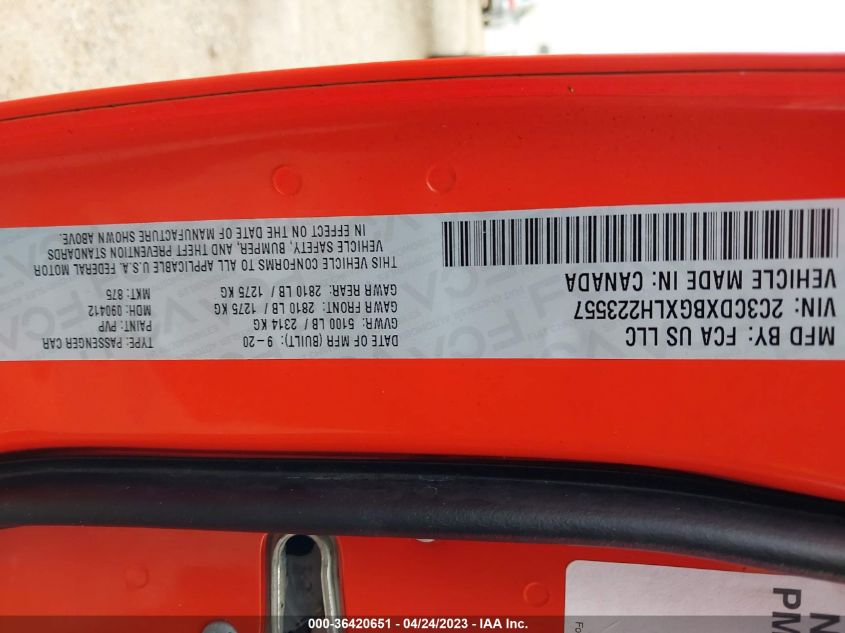 MFD BY: FCA US LLC
VIN: 2C3CDXBGXLH223557
VEHICLE MADE IN: CANADA
DATE OF MFR (BUILT): 9-20
GVWR: 5100 LB / 2314 KG
GAWR FRONT: 2810 LB / 1275 KG
GAWR REAR: 2810 LB / 1275 KG
TYPE: PASSENGER CAR
PAINT: PVP
MDH: 090412
MKT: 875
THIS VEHICLE CONFORMS TO ALL APPLICABLE U.S.A. FEDERAL MOTOR
VEHICLE SAFETY, BUMPER, AND THEFT PREVENTION STANDARDS
IN EFFECT ON THE DATE OF MANUFACTURE SHOWN ABOVE.
000-36420651 - 04/24/2023 - IAA Inc.